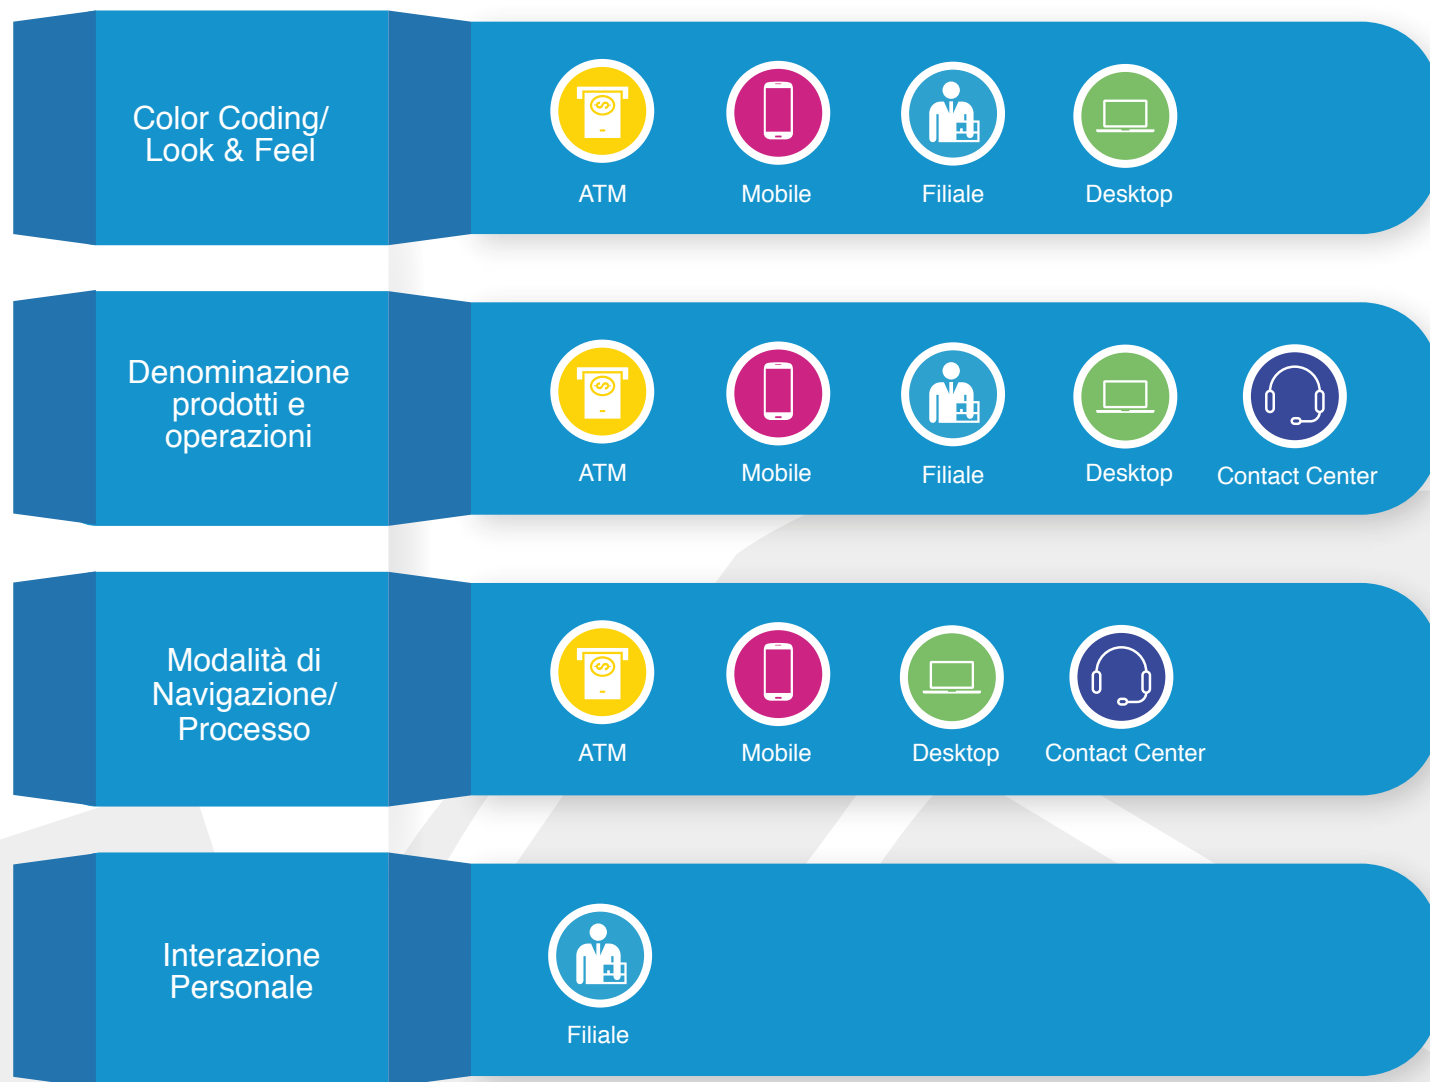 Color Coding/
Look & Feel
ATM
Mobile
Filiale
Desktop
Denominazione
prodotti e
operazioni
ATM
Mobile
Filiale
Desktop
Contact Center
Modalità di
Navigazione/
Processo
ATM
Mobile
Desktop
Contact Center
Interazione
Personale
Filiale